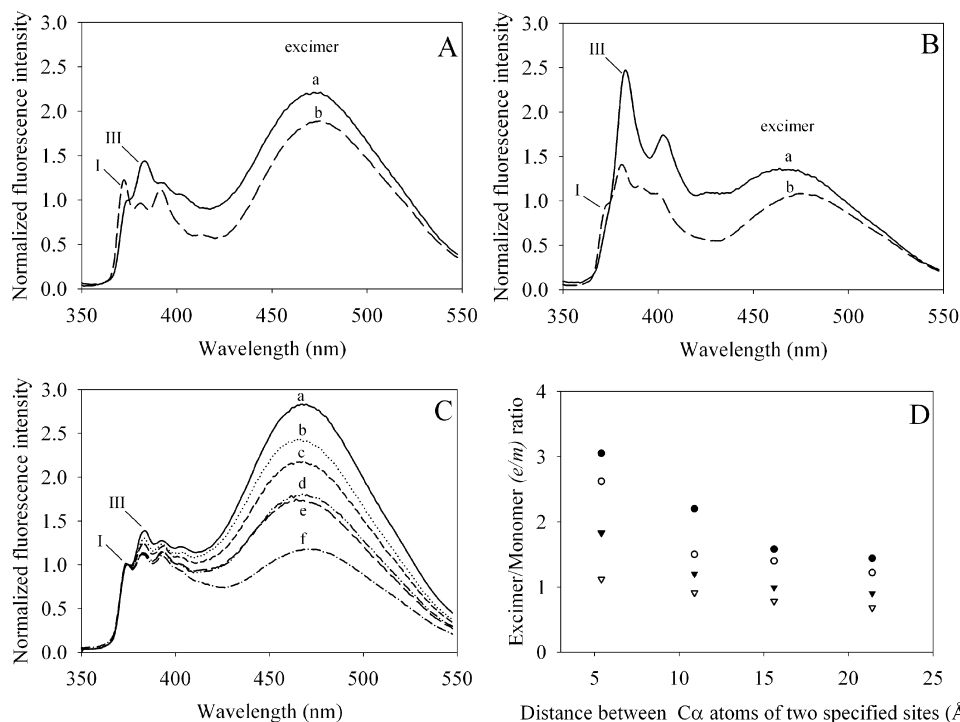 A
Normalized fluorescence intensity
3.0
2.5
2.0
1.5
1.0
0.5
0.0
excimer
a
b
III
I
350 400 450 500 550
Wavelength (nm)
B
Normalized fluorescence intensity
3.0
2.5
2.0
1.5
1.0
0.5
0.0
III
excimer
a
b
I
350 400 450 500 550
Wavelength (nm)
C
Normalized fluorescence intensity
3.0
2.5
2.0
1.5
1.0
0.5
0.0
a
b
c
d
e
f
III
I
350 400 450 500 550
Wavelength (nm)
D
Excimer/Monomer (e/m) ratio
4
3
2
1
0
5 10 15 20 25
Distance between Cα atoms of two specified sites (Å